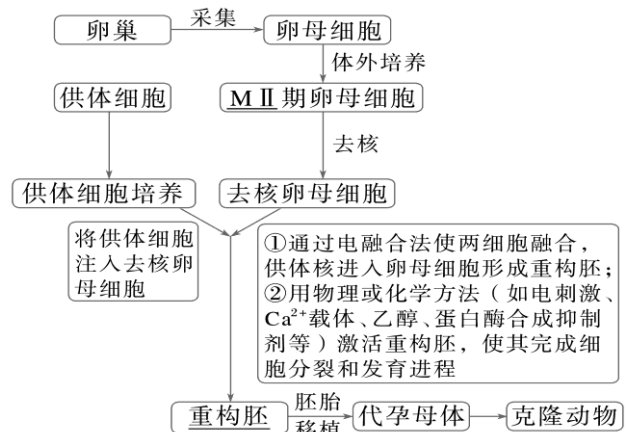 卵巢
采集
卵母细胞
体外培养
供体细胞
MⅡ期卵母细胞
去核
供体细胞培养
去核卵母细胞
将供体细胞
注入去核卵
母细胞
①通过电融合法使两细胞融合，
供体核进入卵母细胞形成重构胚；
②用物理或化学方法（如电刺激、
Ca²⁺载体、乙醇、蛋白酶合成抑制
剂等）激活重构胚，使其完成细
胞分裂和发育进程
重构胚
胚胎
移植
代孕母体
克隆动物